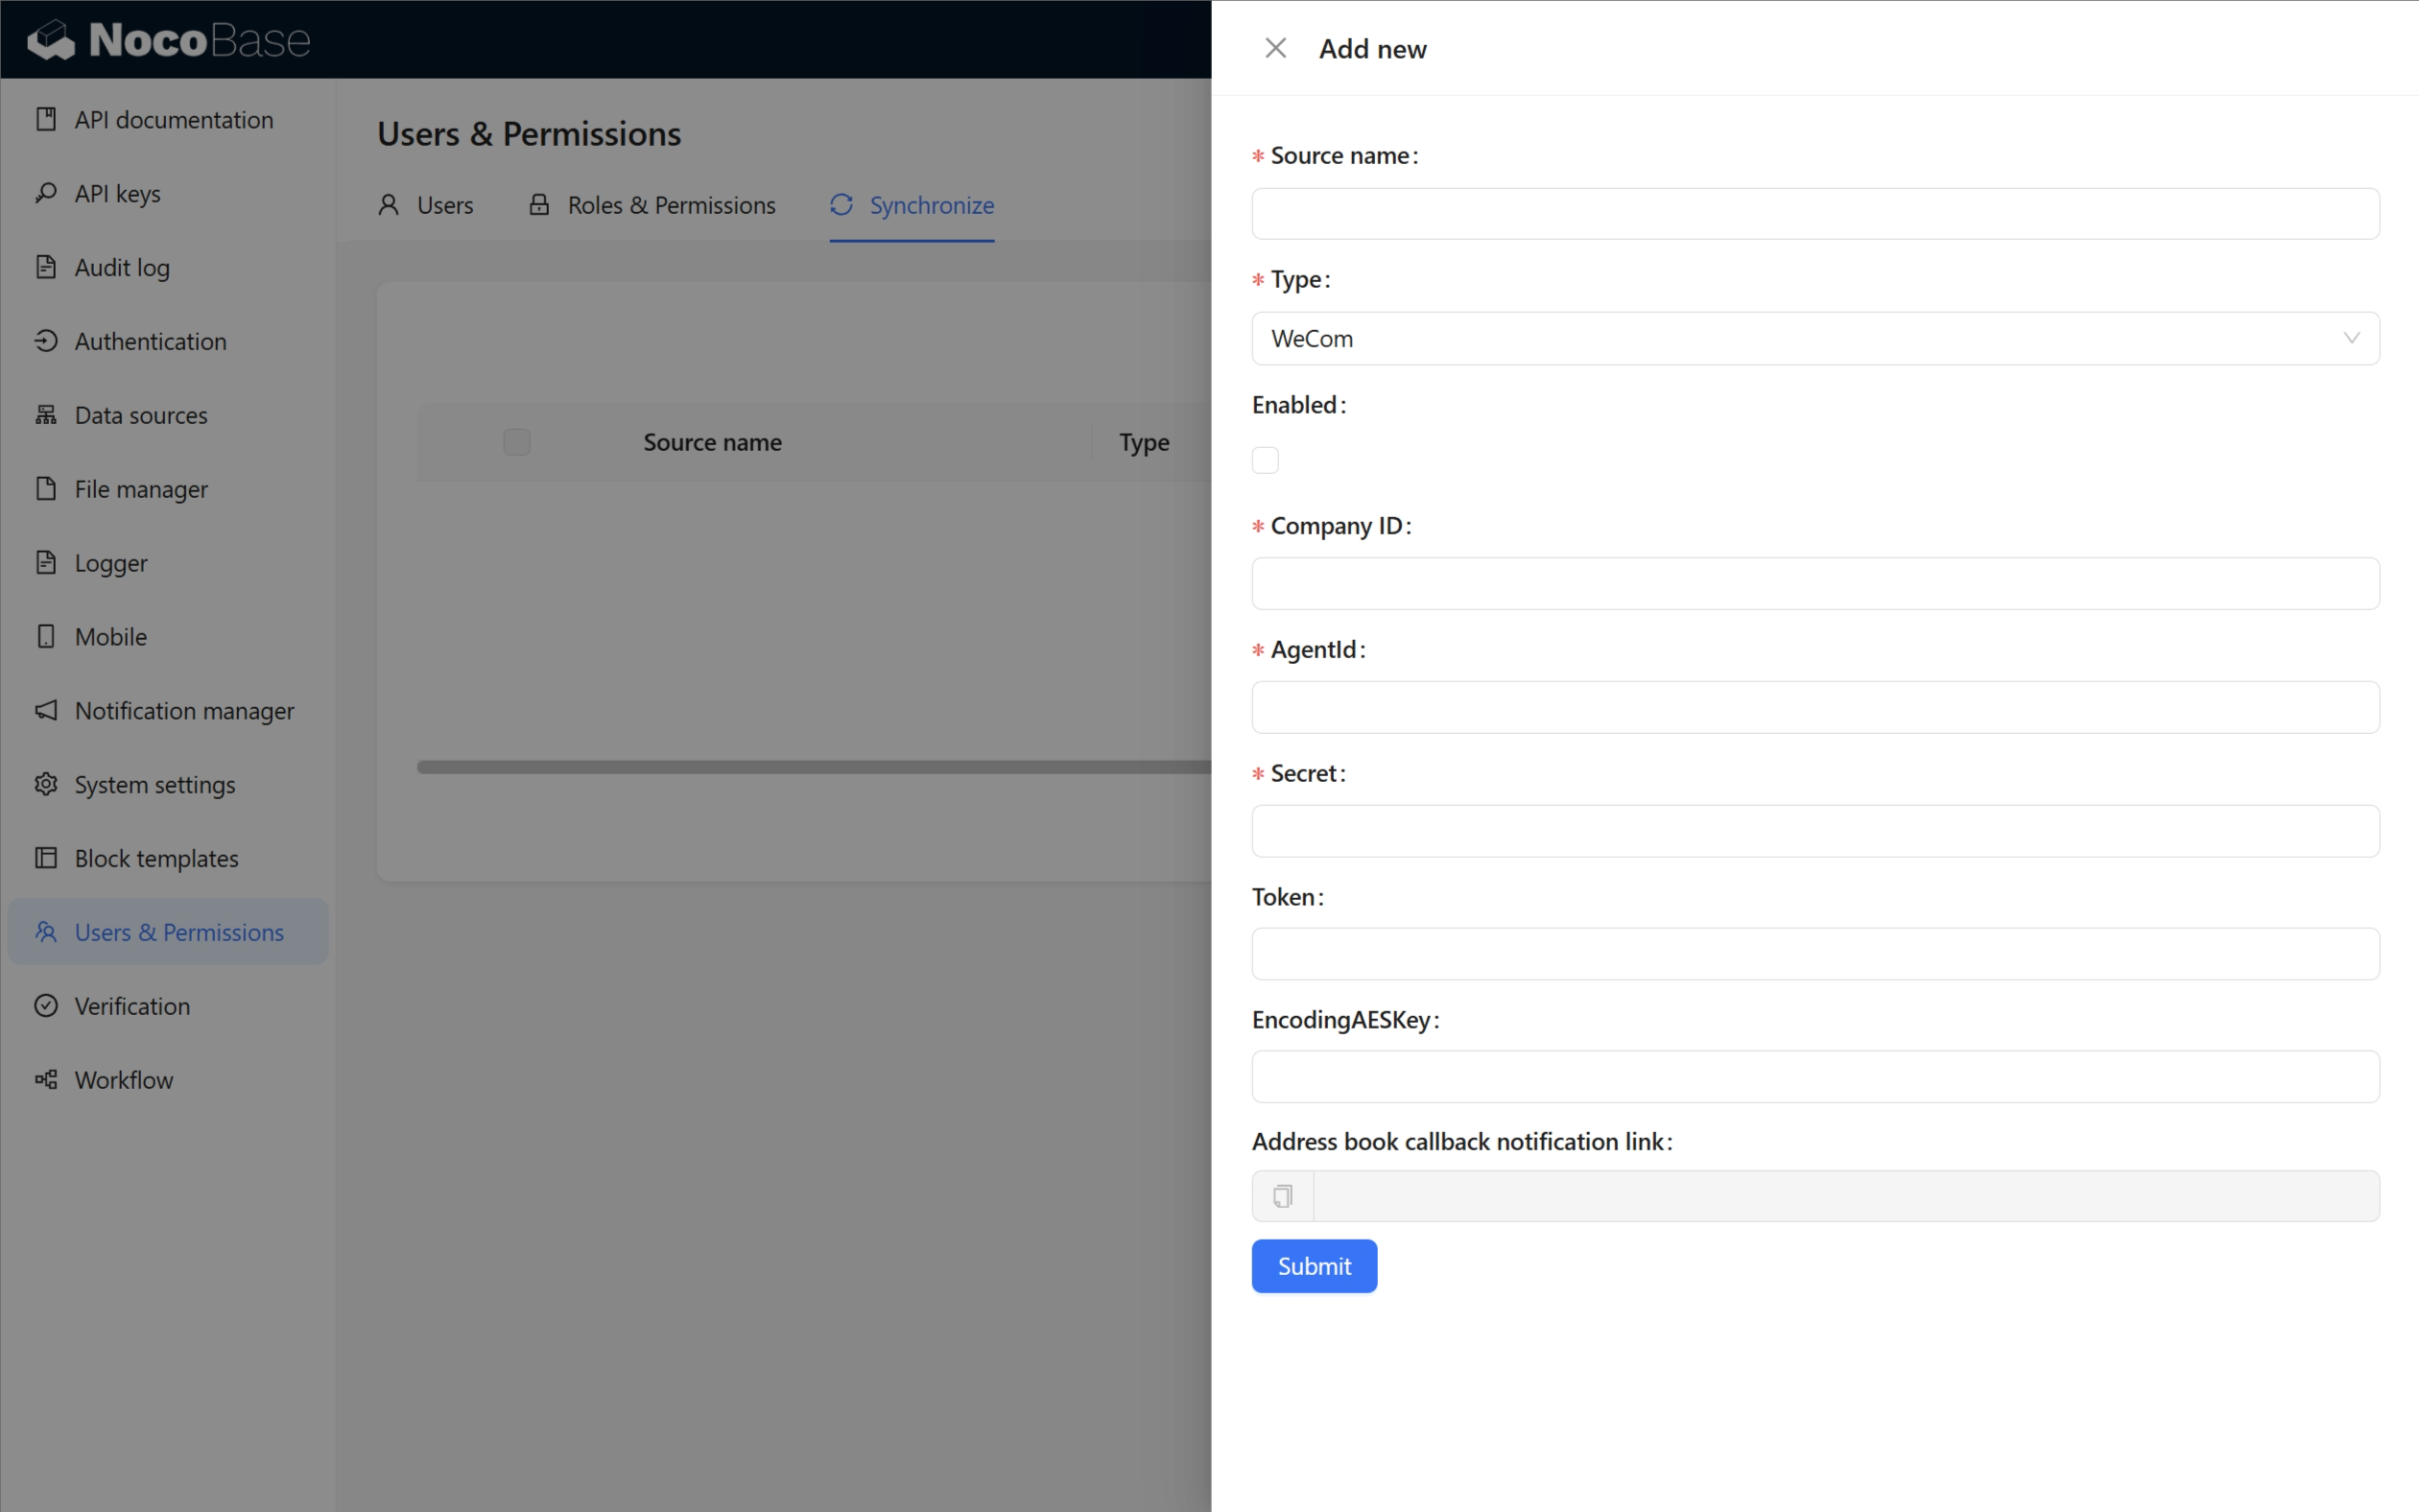 NocoBase
API documentation
API keys
Audit log
Authentication
Data sources
File manager
Logger
Mobile
Notification manager
System settings
Block templates
Users & Permissions
Verification
Workflow
Users & Permissions
Users Roles & Permissions Synchronize
Source name Type
Add new
* Source name:
* Type:
WeCom
Enabled:
* Company ID:
* AgentId:
* Secret:
Token:
EncodingAESKey:
Address book callback notification link:
Submit